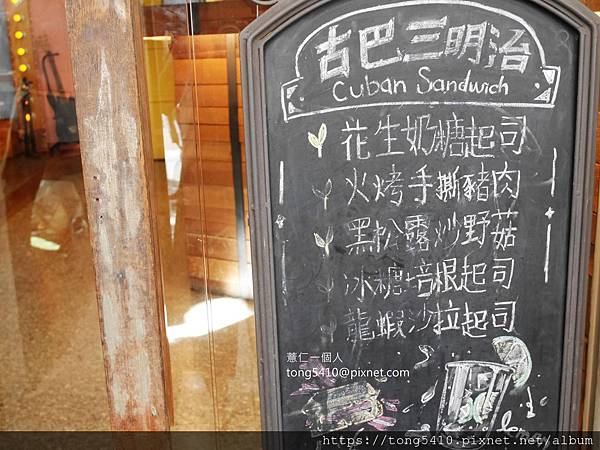 古巴三明治
Cuban Sandwich
花生奶糖起司
火烤手撕豬肉
黑松露炒野菇
冰糖培根起司
龍蝦沙拉起司
薏仁一個人
tong5410@pixnet.com
https://tong5410.pixnet.net/album